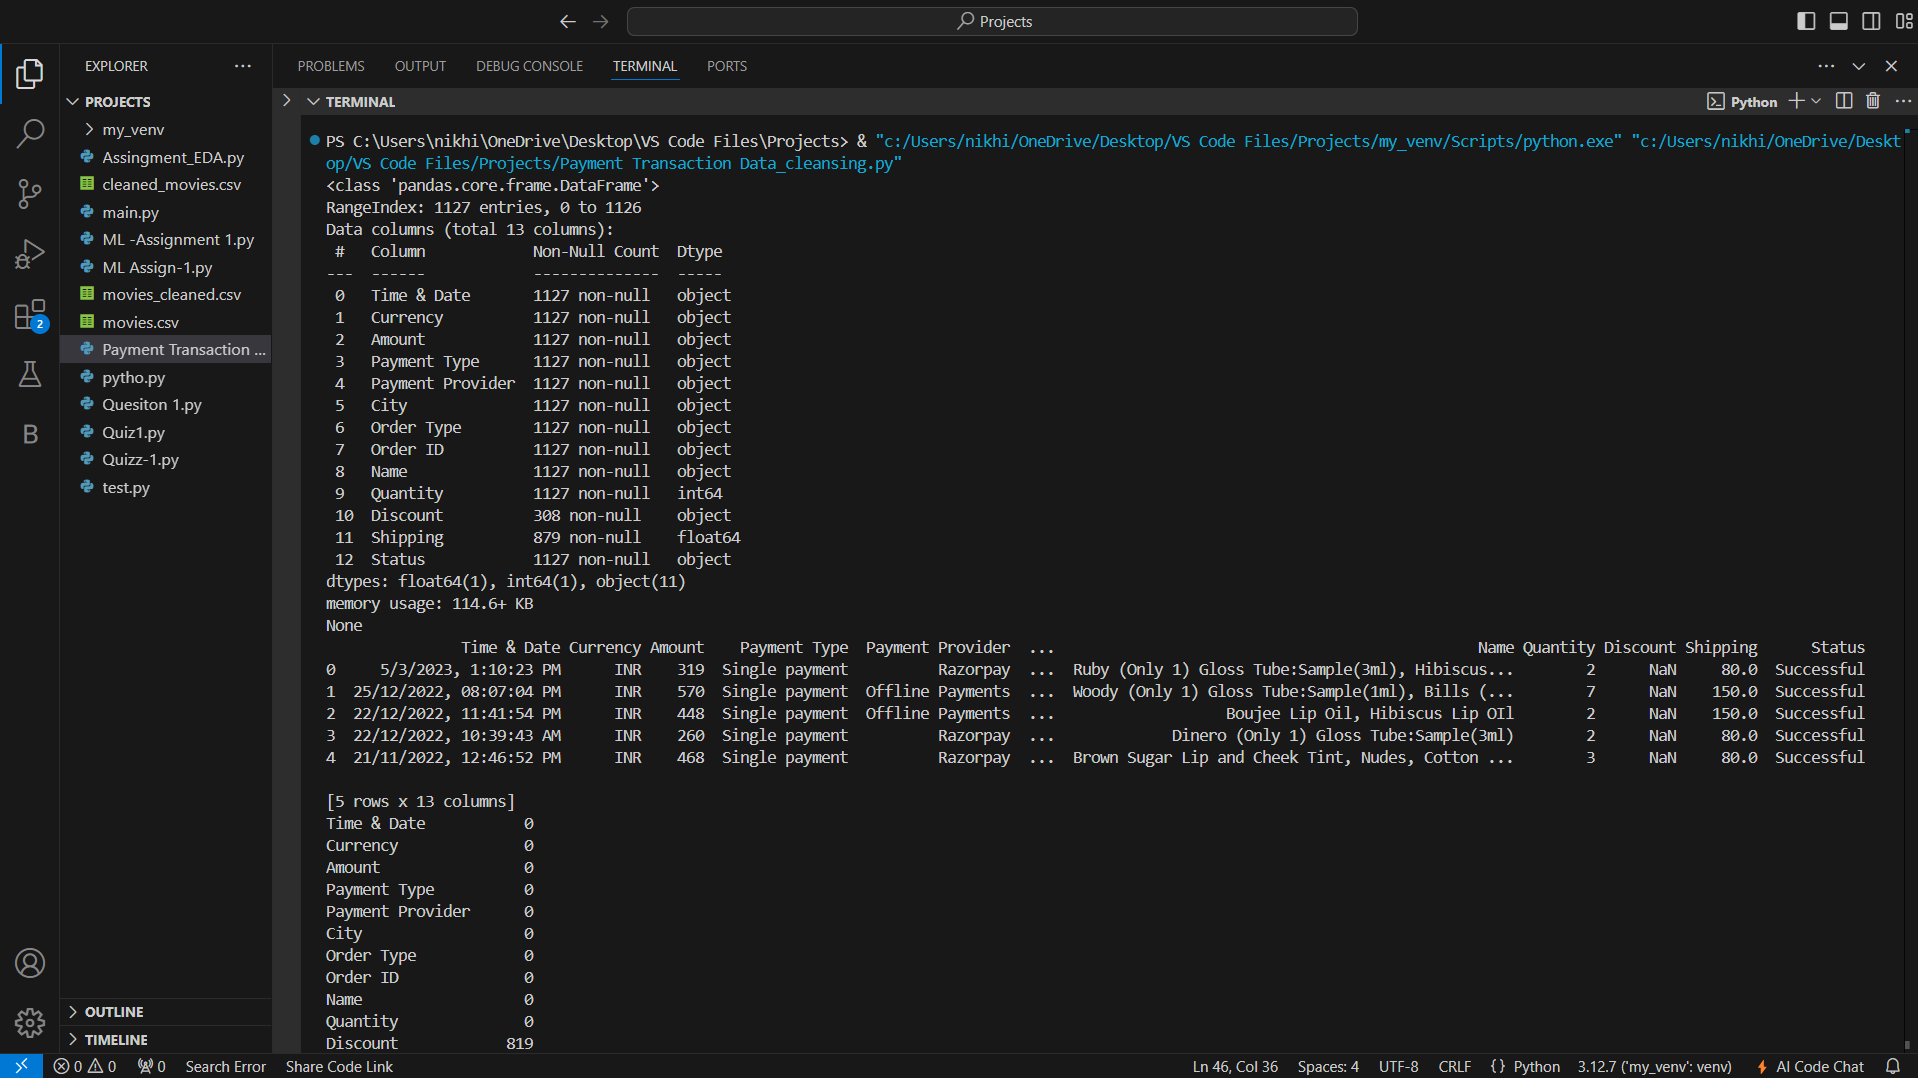 Projects
EXPLORER
PROJECTS
my_venv
Assingment_EDA.py
cleaned_movies.csv
main.py
ML -Assignment 1.py
ML Assign-1.py
movies_cleaned.csv
movies.csv
Payment Transaction ...
pytho.py
Quesiton 1.py
Quiz1.py
Quizz-1.py
test.py
OUTLINE
TIMELINE
2
B
PROBLEMS OUTPUT DEBUG CONSOLE TERMINAL PORTS
TERMINAL
Python
PS C:\Users\nikhi\OneDrive\Desktop\VS Code Files\Projects> & "c:/Users/nikhi/OneDrive/Desktop/VS Code Files/Projects/my_venv/Scripts/python.exe" "c:/Users/nikhi/OneDrive/Deskt
op/VS Code Files/Projects/Payment Transaction Data_cleansing.py"
<class 'pandas.core.frame.DataFrame'>
RangeIndex: 1127 entries, 0 to 1126
Data columns (total 13 columns):
 #   Column            Non-Null Count  Dtype
---  ------            --------------  -----
 0   Time & Date       1127 non-null   object
 1   Currency          1127 non-null   object
 2   Amount            1127 non-null   object
 3   Payment Type      1127 non-null   object
 4   Payment Provider  1127 non-null   object
 5   City              1127 non-null   object
 6   Order Type        1127 non-null   object
 7   Order ID          1127 non-null   object
 8   Name              1127 non-null   object
 9   Quantity          1127 non-null   int64
 10  Discount          308 non-null    object
 11  Shipping          879 non-null    float64
 12  Status            1127 non-null   object
dtypes: float64(1), int64(1), object(11)
memory usage: 114.6+ KB
None
Time & Date Currency Amount Payment Type Payment Provider ... Name Quantity Discount Shipping Status
0 5/3/2023, 1:10:23 PM INR 319 Single payment Razorpay ... Ruby (Only 1) Gloss Tube:Sample(3ml), Hibiscus... 2 NaN 80.0 Successful
1 25/12/2022, 08:07:04 PM INR 570 Single payment Offline Payments ... Woody (Only 1) Gloss Tube:Sample(1ml), Bills (... 7 NaN 150.0 Successful
2 22/12/2022, 11:41:54 PM INR 448 Single payment Offline Payments ... Boujee Lip Oil, Hibiscus Lip OIl 2 NaN 150.0 Successful
3 22/12/2022, 10:39:43 AM INR 260 Single payment Razorpay ... Dinero (Only 1) Gloss Tube:Sample(3ml) 2 NaN 80.0 Successful
4 21/11/2022, 12:46:52 PM INR 468 Single payment Razorpay ... Brown Sugar Lip and Cheek Tint, Nudes, Cotton ... 3 NaN 80.0 Successful
[5 rows x 13 columns]
Time & Date 0
Currency 0
Amount 0
Payment Type 0
Payment Provider 0
City 0
Order Type 0
Order ID 0
Name 0
Quantity 0
Discount 819
0 0 0 Search Error Share Code Link Ln 46, Col 36 Spaces: 4 UTF-8 CRLF {} Python 3.12.7 ('my_venv': venv) AI Code Chat